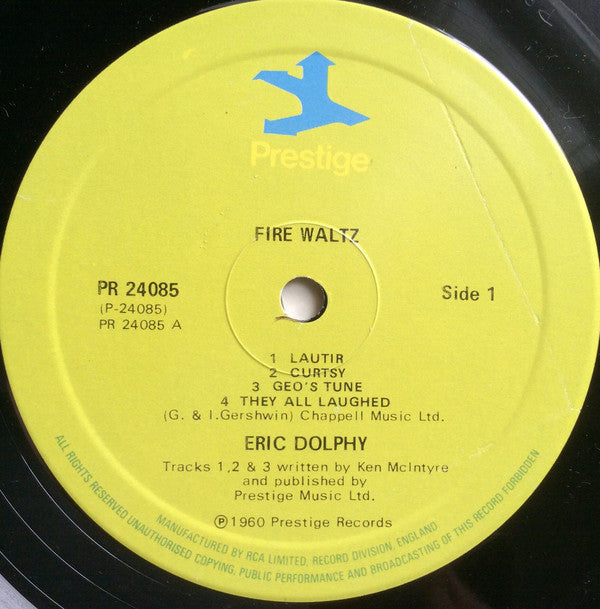 Prestige
FIRE WALTZ
PR 24085
(P-24085)
PR 24085 A
Side 1
1 LAUTIR
2 CURTSY
3 GEO'S TUNE
4 THEY ALL LAUGHED
(G. & I.Gershwin) Chappell Music Ltd.
ERIC DOLPHY
Tracks 1,2 & 3 written by Ken McIntyre
and published by
Prestige Music Ltd.
℗1960 Prestige Records
MANUFACTURED BY RCA LIMITED, RECORD DIVISION, ENGLAND
ALL RIGHTS RESERVED UNAUTHORISED COPYING, PUBLIC PERFORMANCE AND BROADCASTING OF THIS RECORD FORBIDDEN